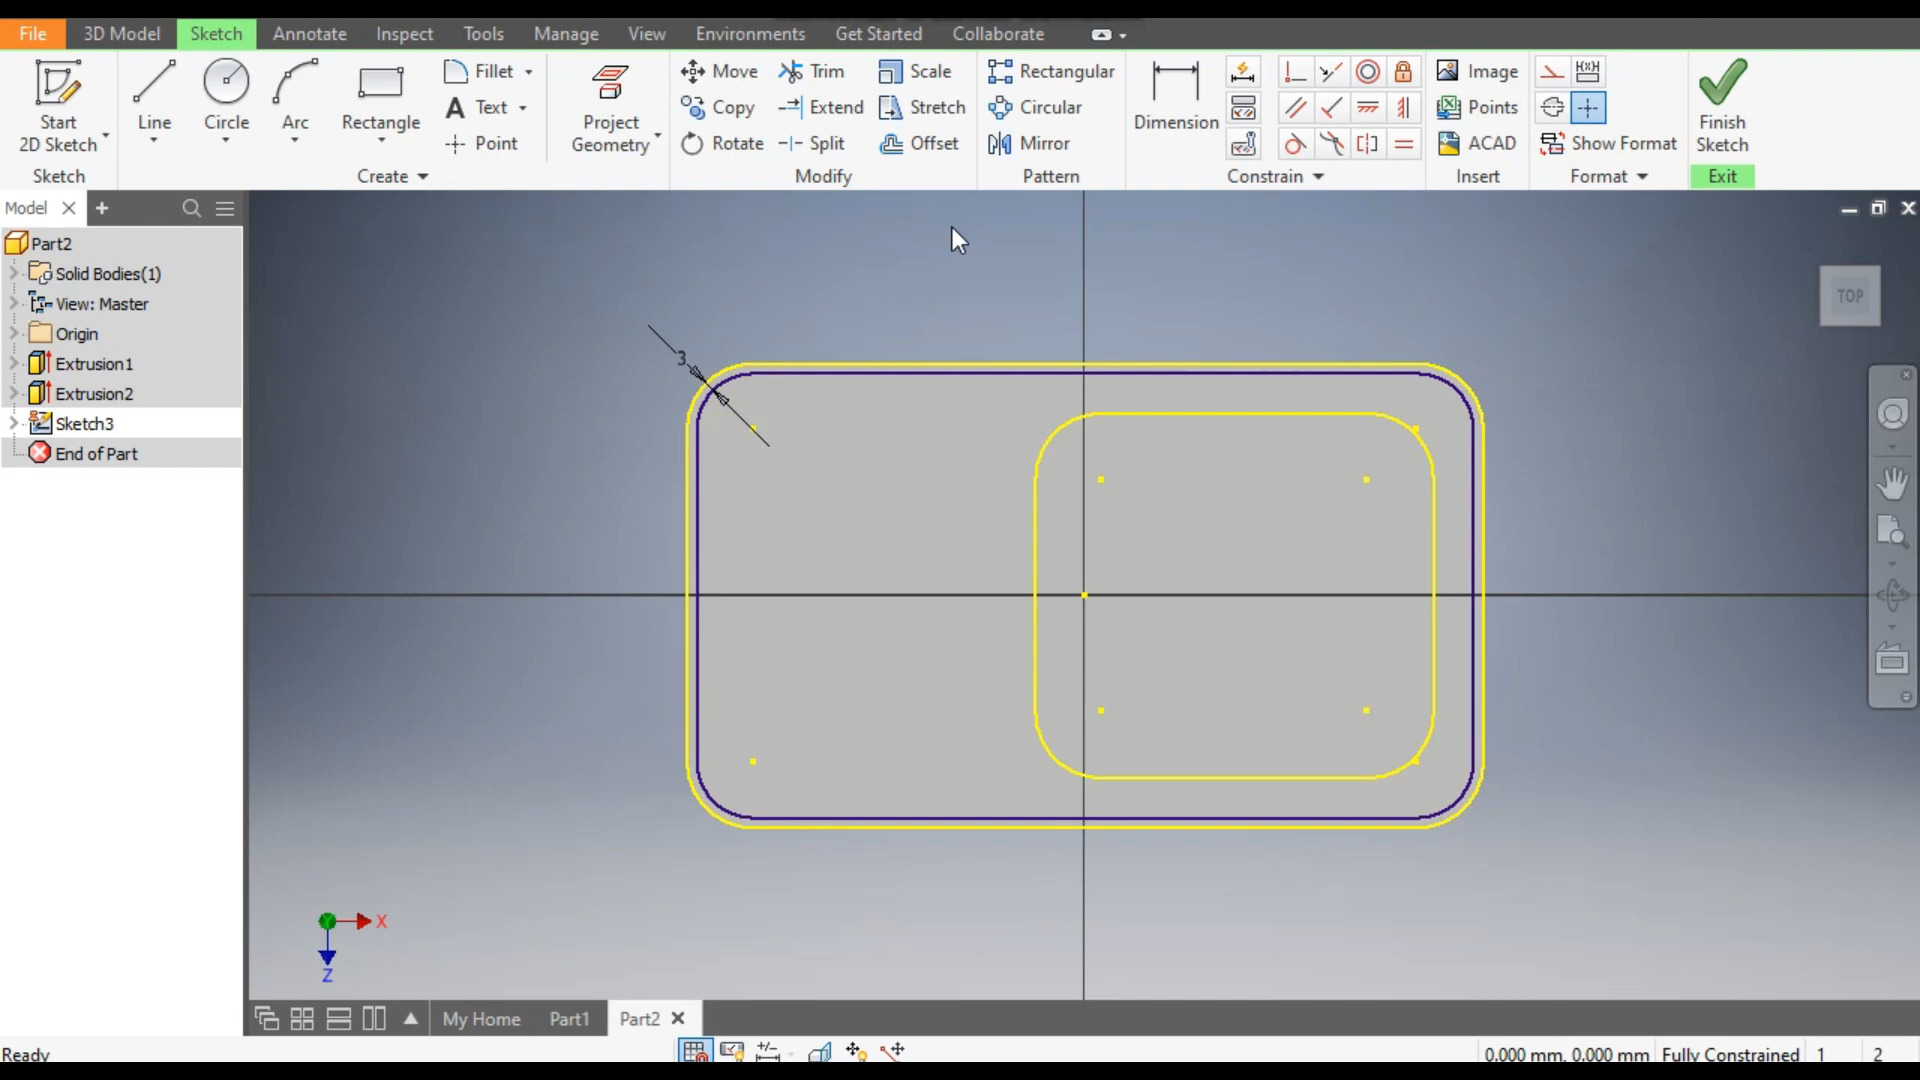 File 3D Model Sketch Annotate Inspect Tools Manage View Environments Get Started Collaborate
Start
2D Sketch
Line
Circle
Arc
Rectangle
Fillet
Text
Point
Project
Geometry
Move
Copy
Rotate
Trim
Extend
Split
Scale
Stretch
Offset
Rectangular
Circular
Mirror
Dimension
Image
Points
ACAD
Show Format
Finish
Sketch
Sketch Create Modify Pattern Constrain Insert Format Exit
Model
Part2
Solid Bodies(1)
View: Master
Origin
Extrusion1
Extrusion2
Sketch3
End of Part
3
TOP
X
Z
My Home Part1 Part2
Ready
0.000 mm, 0.000 mm Fully Constrained 1 2